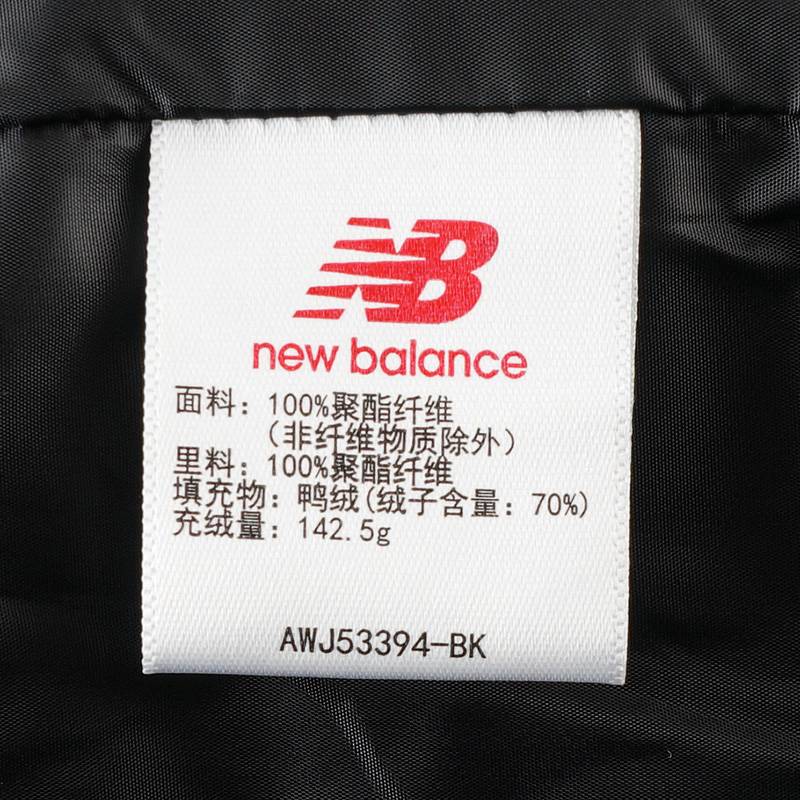 NB
new balance
面料：100%聚酯纤维
（非纤维物质除外）
里料：100%聚酯纤维
填充物：鸭绒(绒子含量：70%)
充绒量：142.5g
AWJ53394-BK